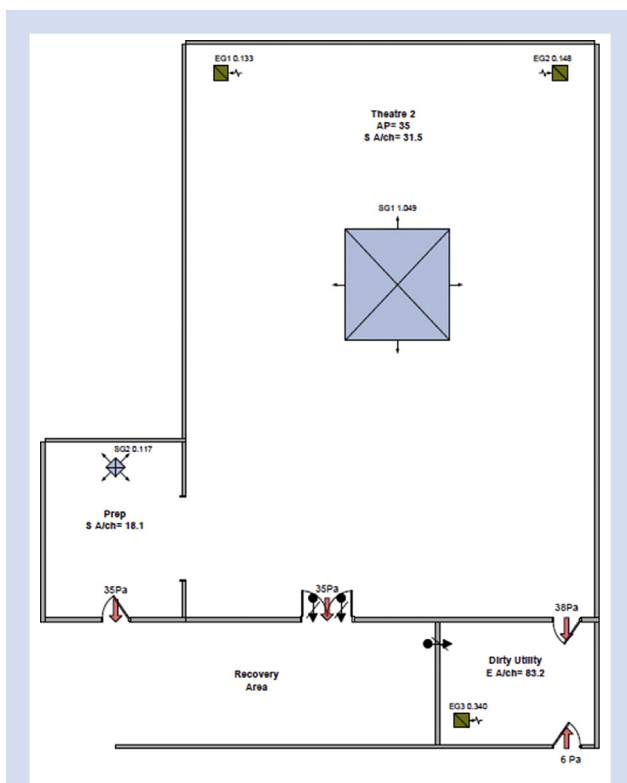 EG1 0.133
EG2 0.148
Theatre 2
AP= 35
S A/ch= 31.5
SG1 1.049
SG2 0.117
Prep
S A/ch= 18.1
35Pa
35Pa
38Pa
Recovery
Area
Dirty Utility
E A/ch= 83.2
EG3 0.340
6 Pa